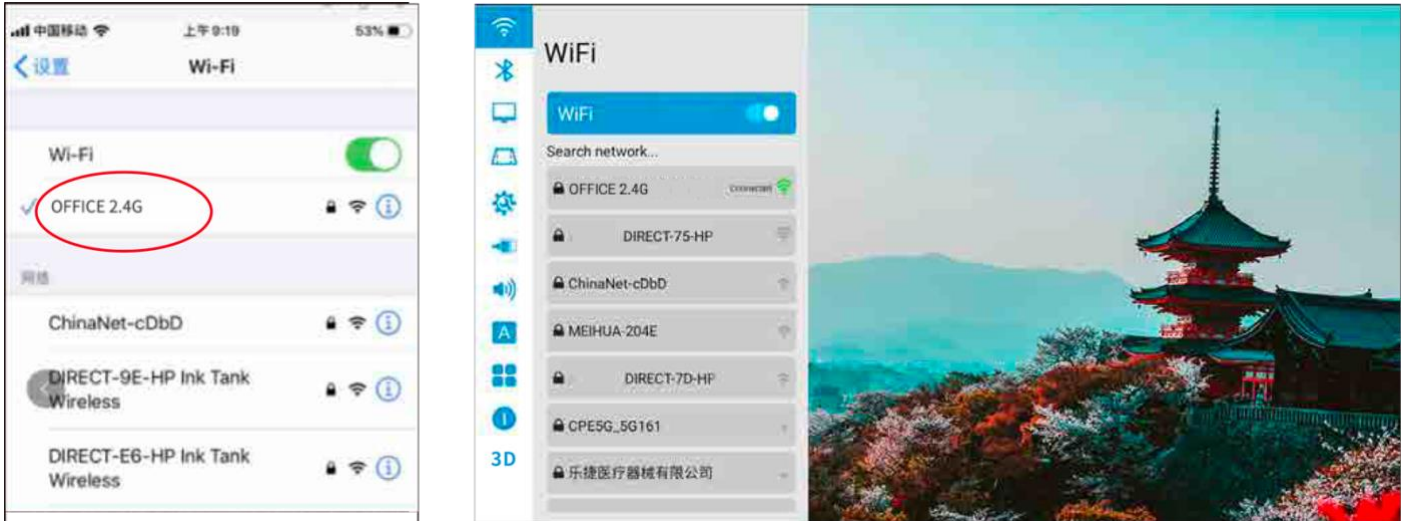 中国移动
上午 9:19
53%
设置
Wi-Fi
Wi-Fi
OFFICE 2.4G
网络
ChinaNet-cDbD
DIRECT-9E-HP Ink Tank
Wireless
DIRECT-E6-HP Ink Tank
Wireless
WiFi
WiFi
Search network...
OFFICE 2.4G
Connected
DIRECT-75-HP
ChinaNet-cDbD
MEIHUA-204E
DIRECT-7D-HP
CPE5G_5G161
乐捷医疗器械有限公司
A
3D